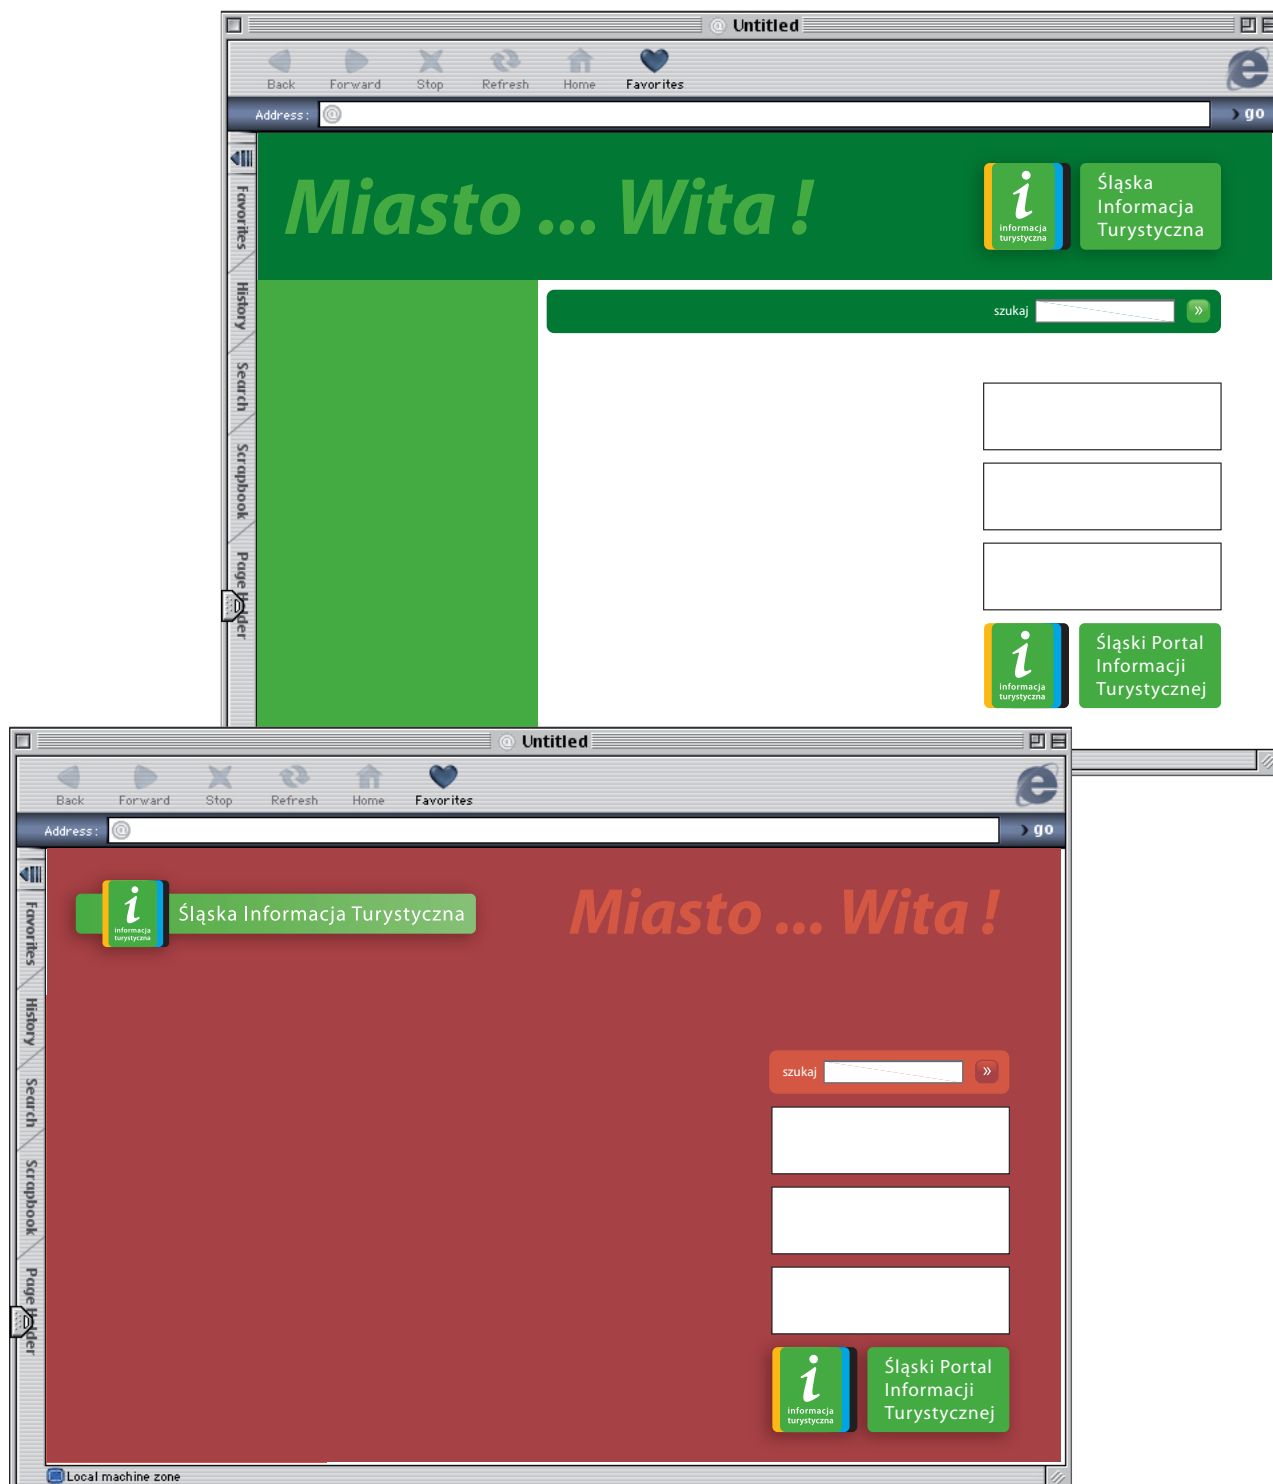 @ Untitled
Back Forward Stop Refresh Home Favorites
Address: @ go
Favorites
History
Search
Scrapbook
Miasto ... Wita !
informacja
turystyczna
Śląska
Informacja
Turystyczna
szukaj »
informacja
turystyczna
Śląski Portal
Informacji
Turystycznej
@ Untitled
Back Forward Stop Refresh Home Favorites
Address: @ go
Favorites
History
Search
Scrapbook
informacja
turystyczna
Śląska Informacja Turystyczna
Miasto ... Wita !
szukaj »
informacja
turystyczna
Śląski Portal
Informacji
Turystycznej
Local machine zone